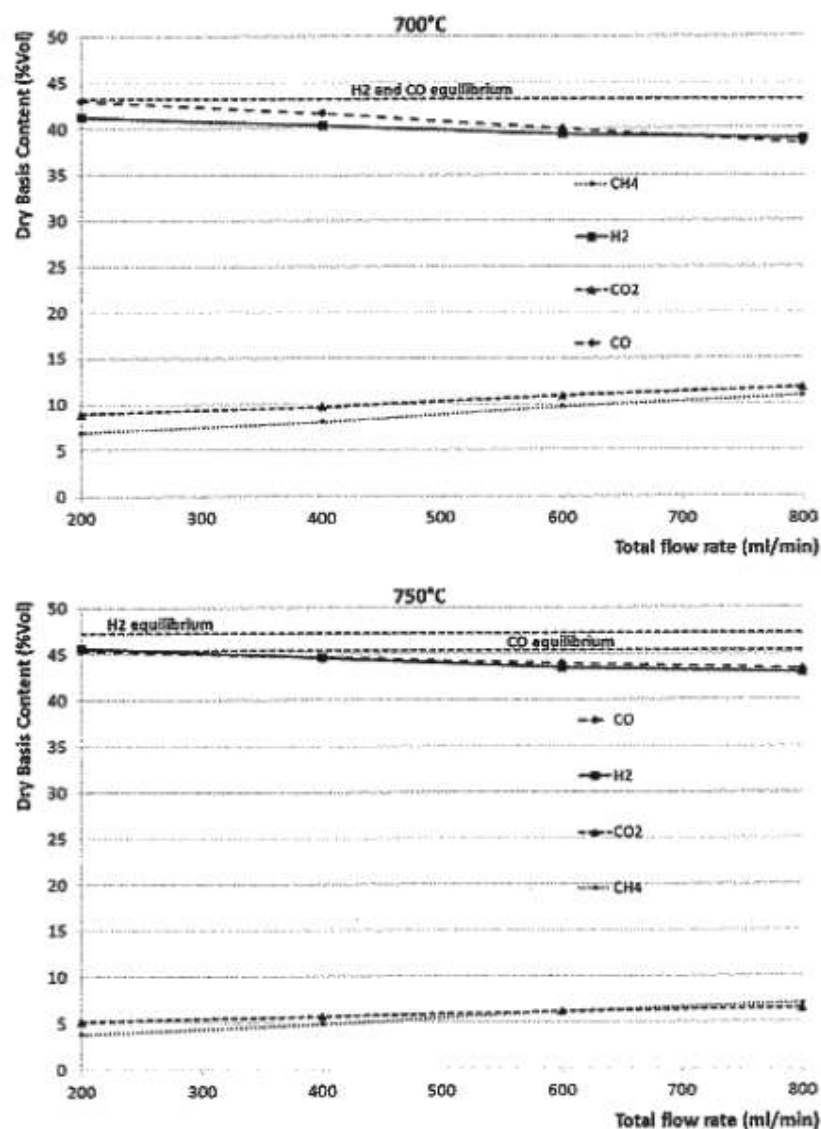 700°C
Dry Basis Content (%Vol)
50
45
40
35
30
25
20
15
10
5
0
H2 and CO equilibrium
CH4
H2
CO2
CO
200 300 400 500 600 700 800
Total flow rate (ml/min)
750°C
Dry Basis Content (%Vol)
50
45
40
35
30
25
20
15
10
5
0
H2 equilibrium
CO equilibrium
CO
H2
CO2
CH4
200 300 400 500 600 700 800
Total flow rate (ml/min)